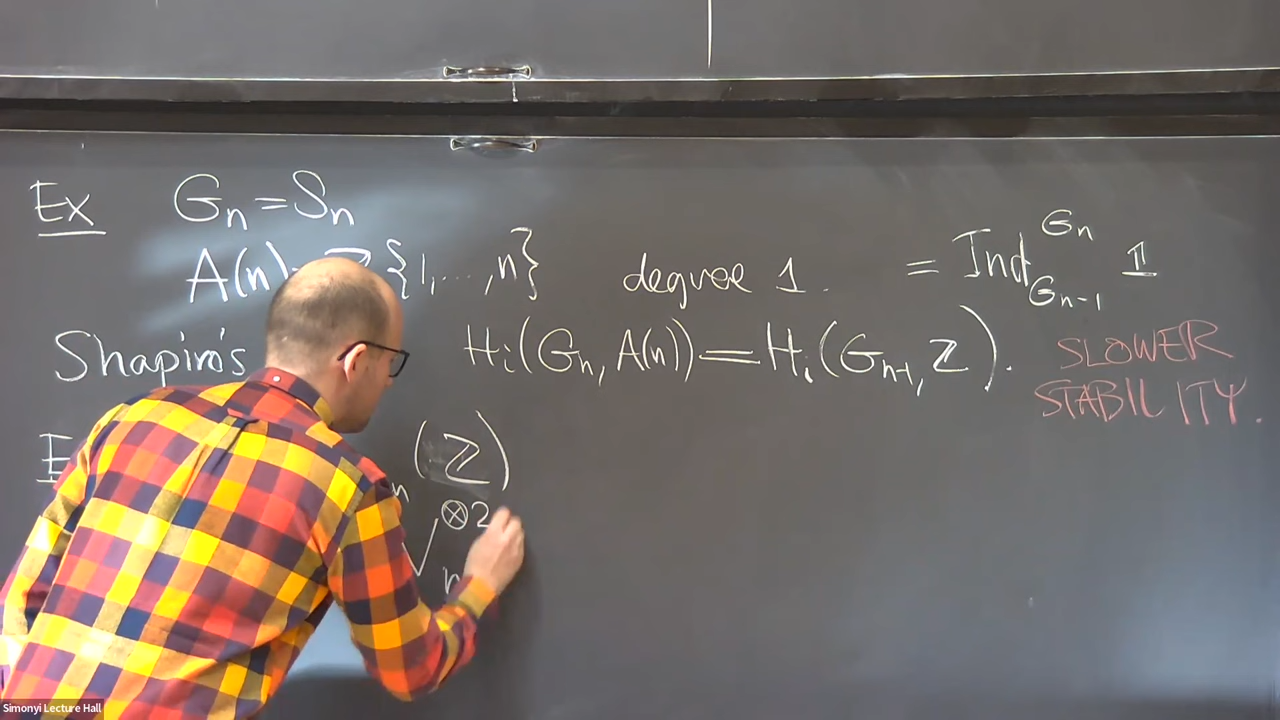 Ex Gₙ = Sₙ
A(n) = ℤ{1,...,n} degree 1. = Ind_{Gₙ₋₁}^{Gₙ} 𝟙
Shapiro's Hᵢ(Gₙ, A(n)) = Hᵢ(Gₙ₋₁, ℤ). SLOWER
STABILITY.
n(ℤ)
V^{⊗2}_n
Simonyi Lecture Hall